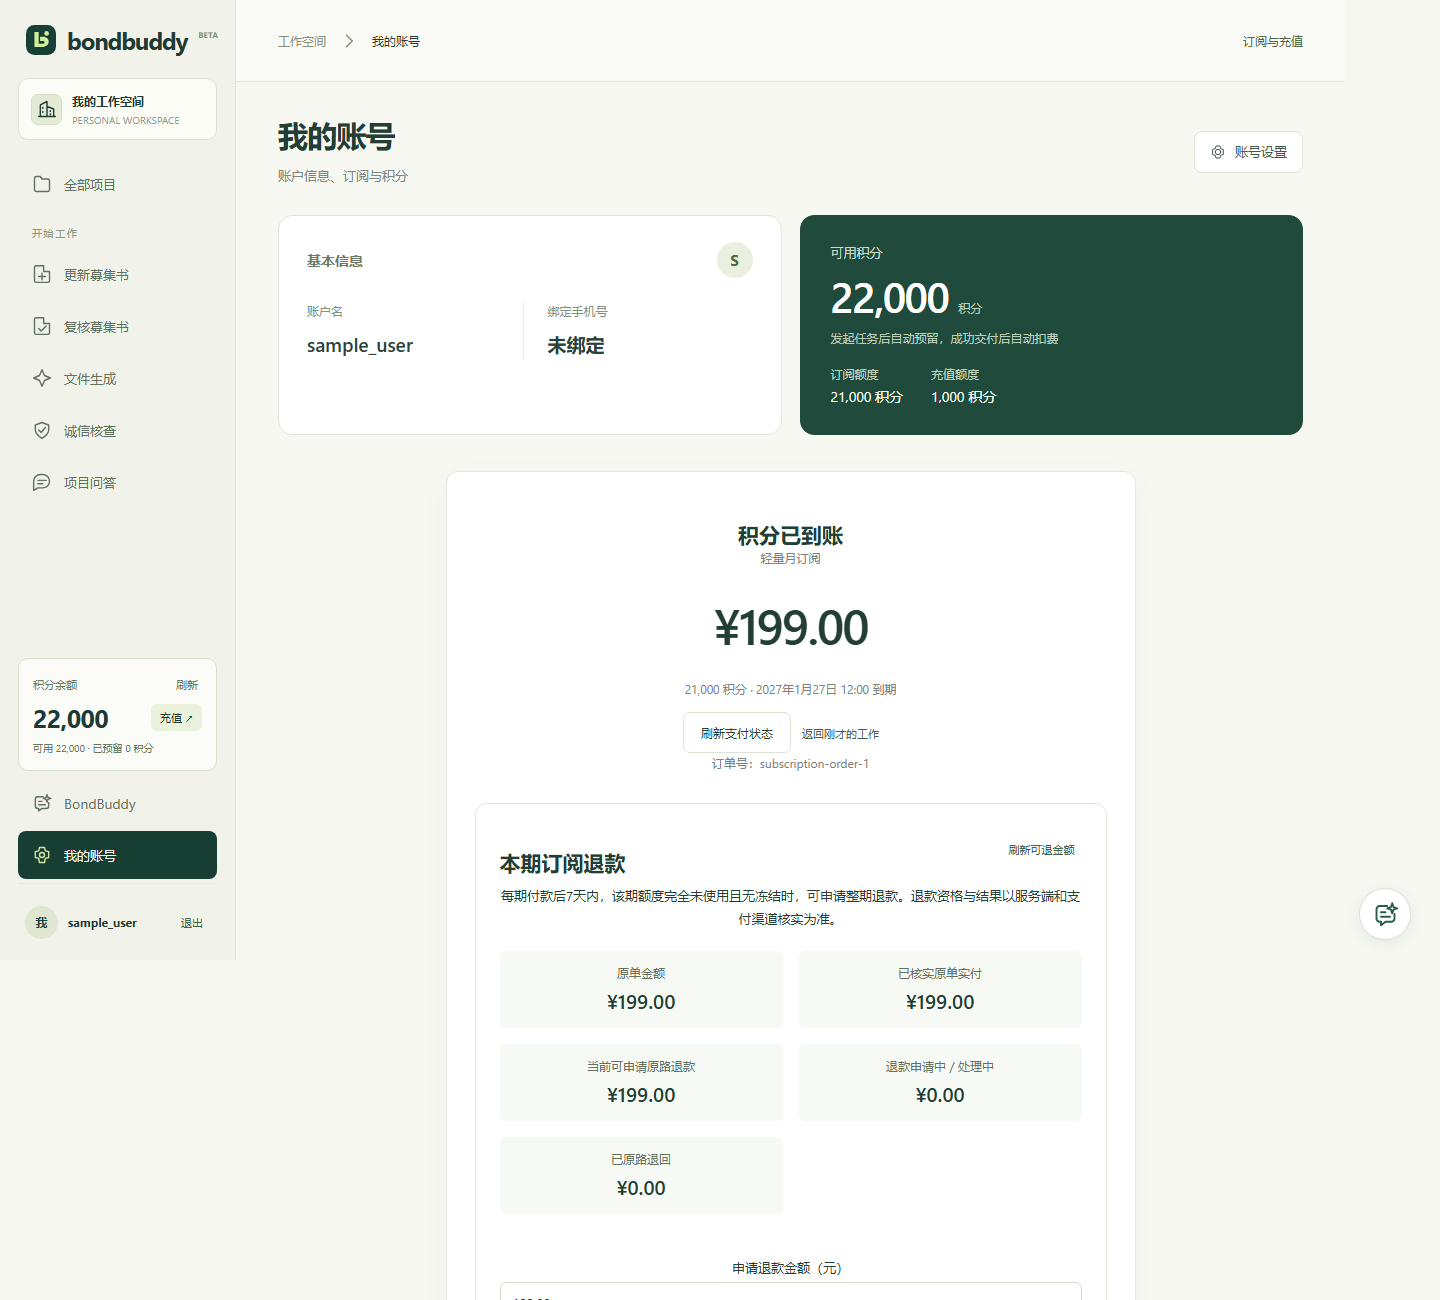 bondbuddy BETA
我的工作空间
PERSONAL WORKSPACE
全部项目
开始工作
更新募集书
复核募集书
文件生成
诚信核查
项目问答
积分余额 刷新
22,000 充值 ↗
可用 22,000 · 已预留 0 积分
BondBuddy
我的账号
我 sample_user 退出
工作空间 我的账号 订阅与充值
我的账号
账户信息、订阅与积分
账号设置
基本信息 S
账户名 绑定手机号
sample_user 未绑定
可用积分
22,000 积分
发起任务后自动预留，成功交付后自动扣费
订阅额度 充值额度
21,000 积分 1,000 积分
积分已到账
轻量月订阅
¥199.00
21,000 积分 · 2027年1月27日 12:00 到期
刷新支付状态 返回刚才的工作
订单号：subscription-order-1
刷新可退金额
本期订阅退款
每期付款后7天内，该期额度完全未使用且无冻结时，可申请整期退款。退款资格与结果以服务端和支
付渠道核实为准。
原单金额 已核实原单实付
¥199.00 ¥199.00
当前可申请原路退款 退款申请中 / 处理中
¥199.00 ¥0.00
已原路退回
¥0.00
申请退款金额（元）